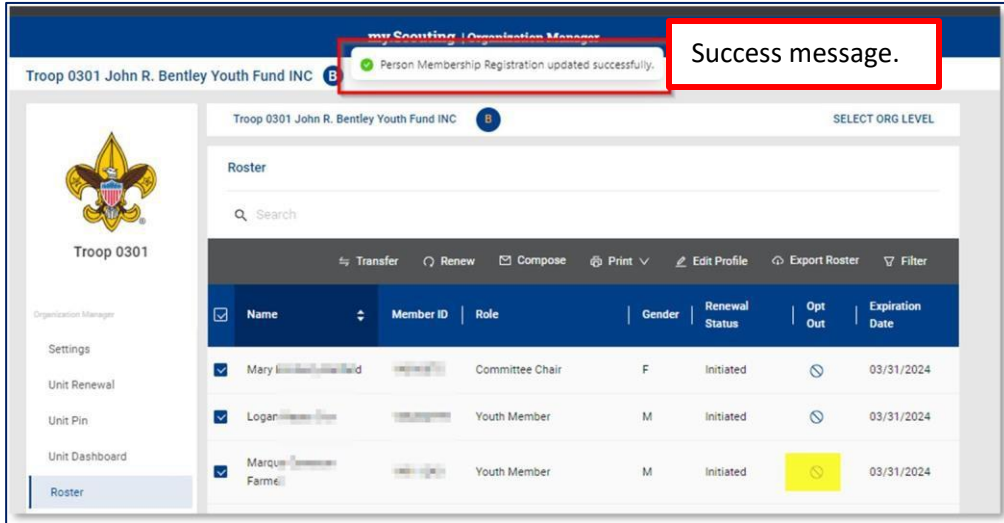 my.Scouting | Organization Manager
Success message.
Person Membership Registration updated successfully.
Troop 0301 John R. Bentley Youth Fund INC B
Troop 0301 John R. Bentley Youth Fund INC B SELECT ORG LEVEL
Roster
Search
Troop 0301
Transfer Renew Compose Print Edit Profile Export Roster Filter
Organization Manager
Name Member ID Role Gender Renewal Status Opt Out Expiration Date
Settings
Mary Committee Chair F Initiated 03/31/2024
Unit Renewal
Logan Youth Member M Initiated 03/31/2024
Unit Pin
Unit Dashboard
Youth Member M Initiated 03/31/2024
Roster